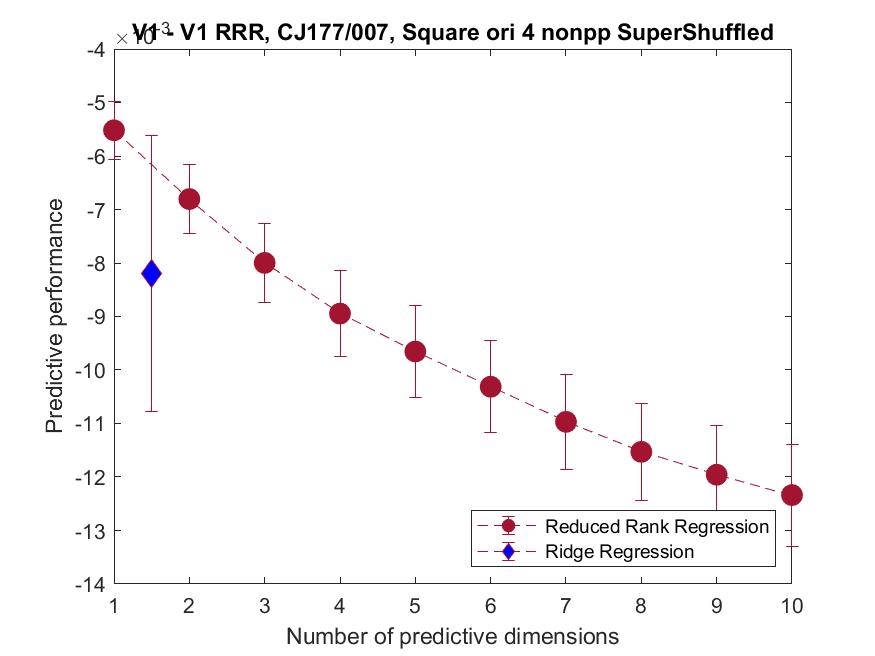 V1 - V1 RRR, CJ177/007, Square ori 4 nonpp SuperShuffled
×10-3
-4
-5
-6
-7
-8
-9
-10
-11
-12
-13
-14
Predictive performance
1 2 3 4 5 6 7 8 9 10
Number of predictive dimensions
Reduced Rank Regression
Ridge Regression